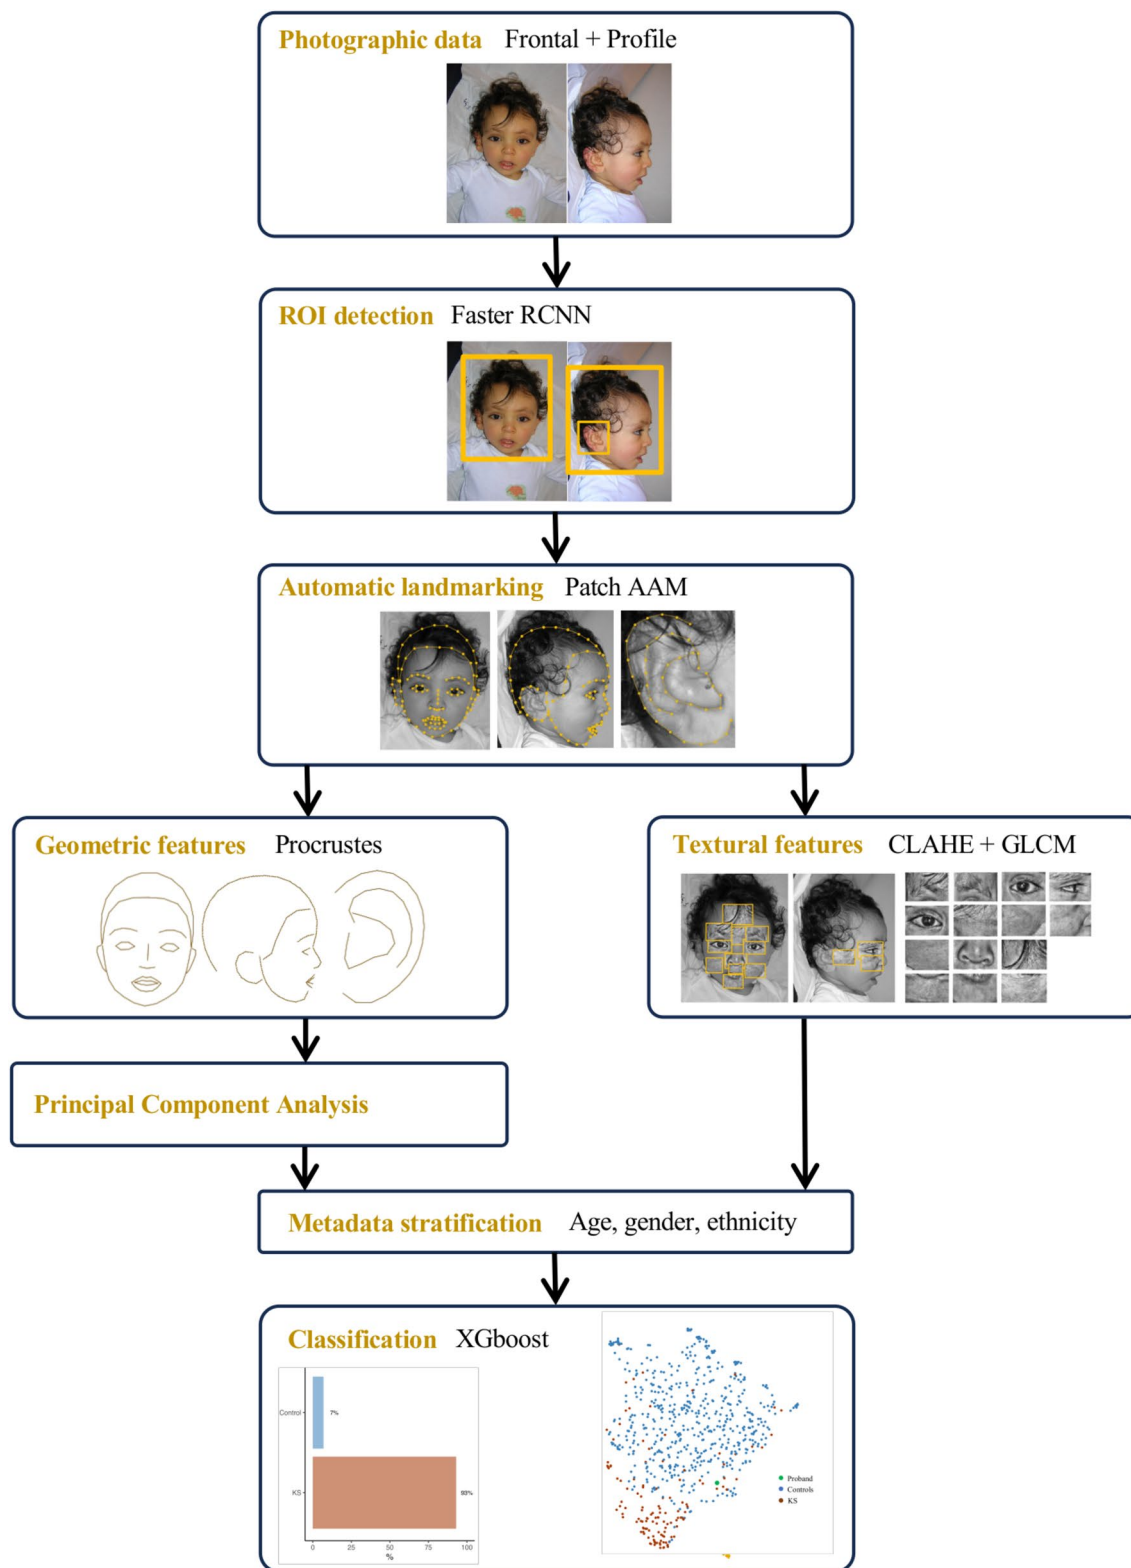 Photographic data Frontal + Profile
ROI detection Faster RCNN
Automatic landmarking Patch AAM
Geometric features Procrustes
Textural features CLAHE + GLCM
Principal Component Analysis
Metadata stratification Age, gender, ethnicity
Classification XGboost
Control
7%
KS
93%
0 25 50 75 100
%
Proband
Controls
KS